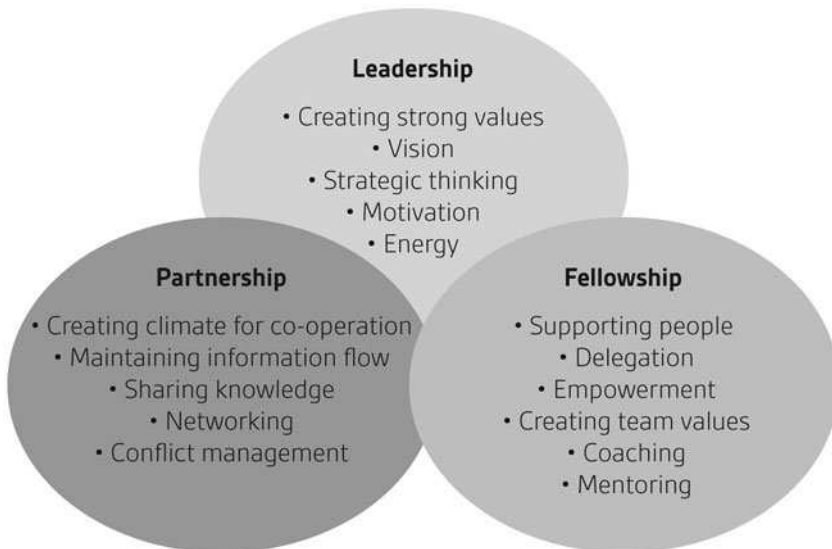 Leadership
• Creating strong values
• Vision
• Strategic thinking
• Motivation
• Energy
Partnership
• Creating climate for co-operation
• Maintaining information flow
• Sharing knowledge
• Networking
• Conflict management
Fellowship
• Supporting people
• Delegation
• Empowerment
• Creating team values
• Coaching
• Mentoring